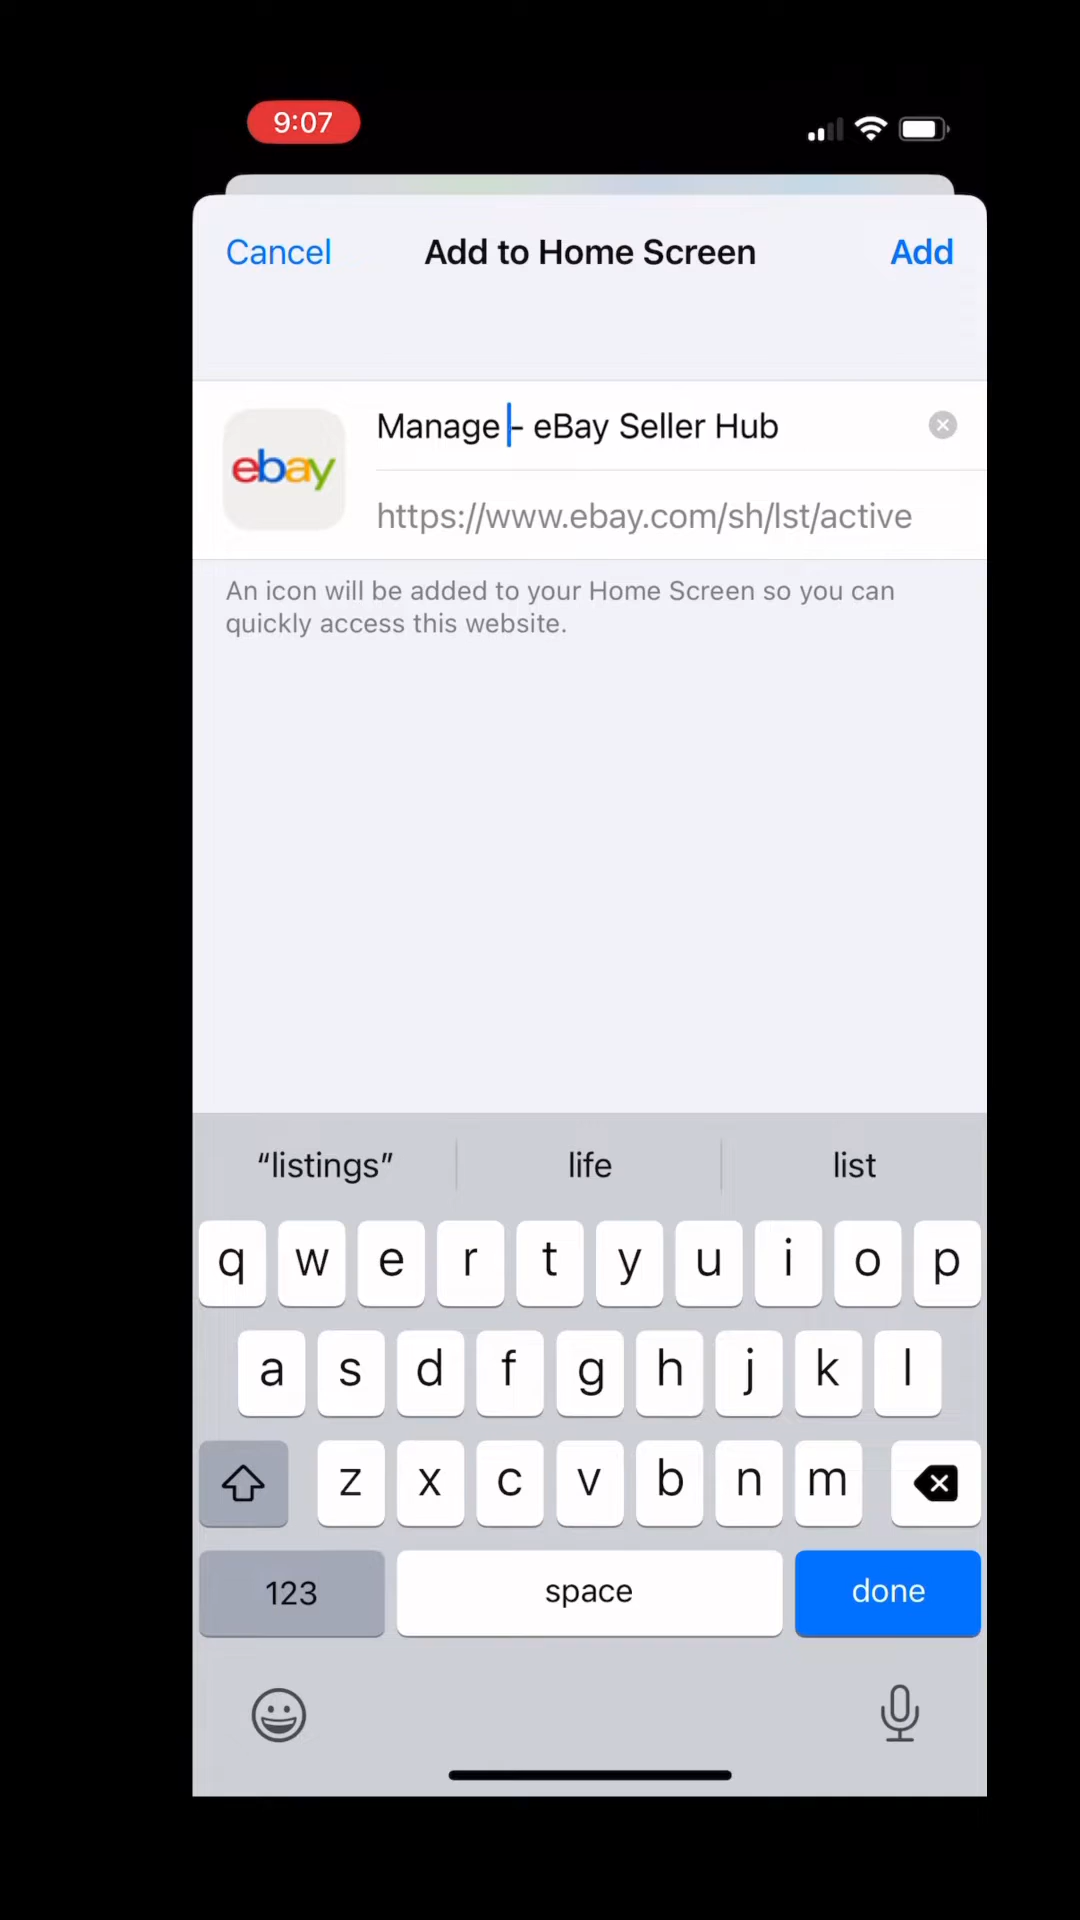 9:07
Cancel Add to Home Screen Add
ebay
Manage - eBay Seller Hub
https://www.ebay.com/sh/lst/active
An icon will be added to your Home Screen so you can
quickly access this website.
“listings” life list
q w e r t y u i o p
a s d f g h j k l
z x c v b n m
123 space done